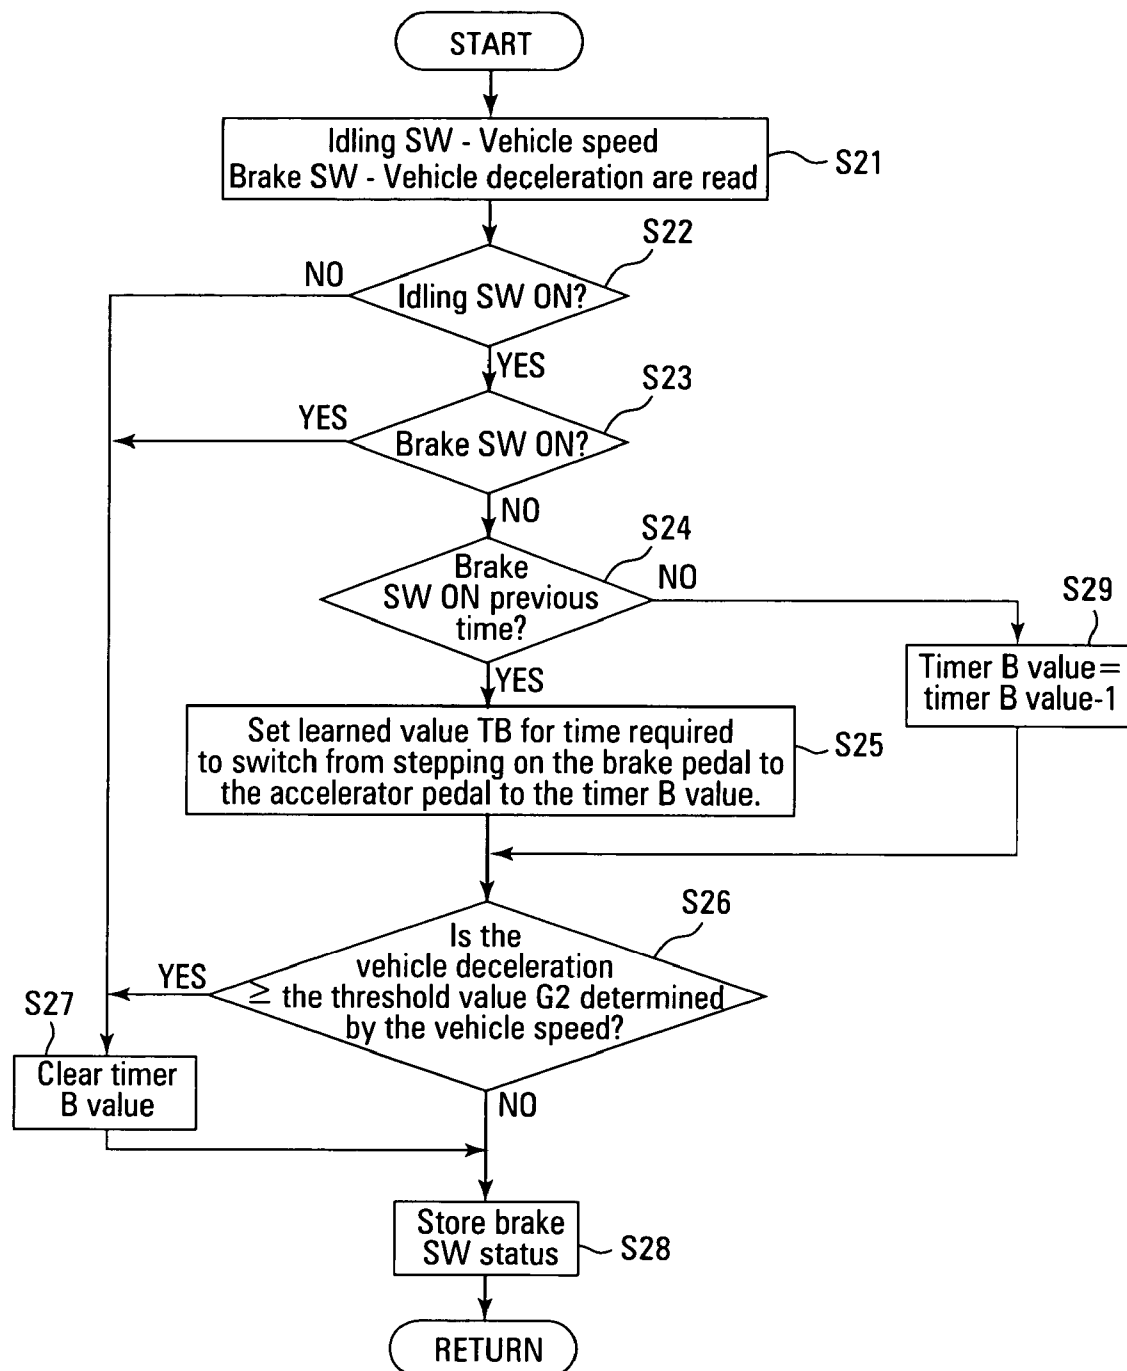 START
Idling SW - Vehicle speed
Brake SW - Vehicle deceleration are read
S21
S22
NO
Idling SW ON?
YES
S23
YES
Brake SW ON?
NO
S24
Brake
SW ON previous
time?
NO
S29
Timer B value=
timer B value-1
YES
Set learned value TB for time required
to switch from stepping on the brake pedal to
the accelerator pedal to the timer B value.
S25
S26
Is the
vehicle deceleration
≧ the threshold value G2 determined
by the vehicle speed?
YES
S27
Clear timer
B value
NO
Store brake
SW status
S28
RETURN